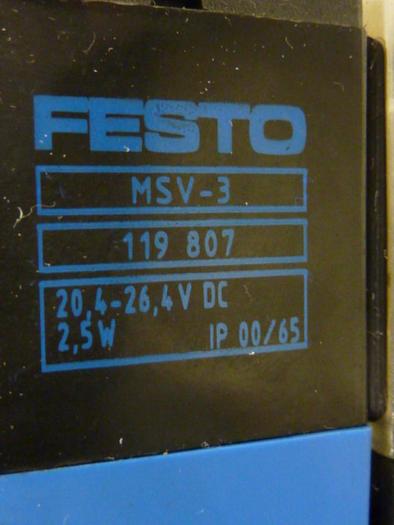 FESTO
MSV-3
119 807
20,4-26,4V DC
2,5W IP 00/65